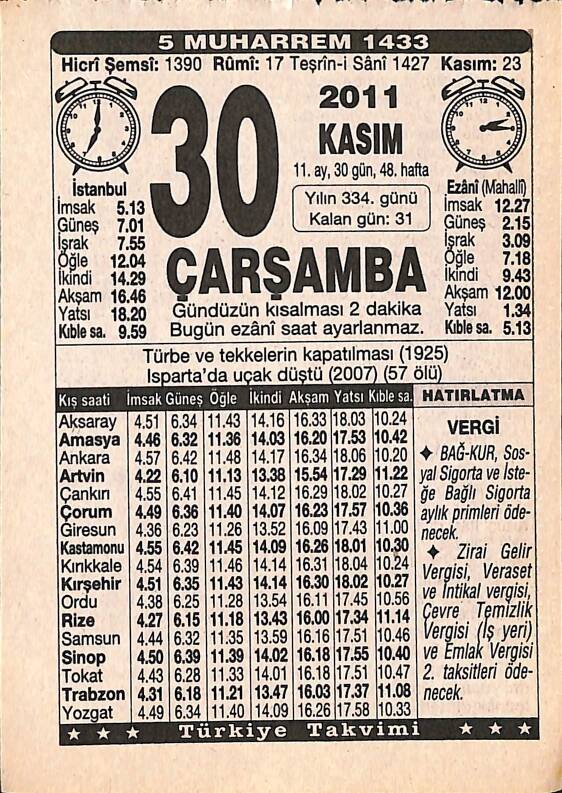 5 MUHARREM 1433
Hicrî Şemsî: 1390 Rûmî: 17 Teşrîn-i Sânî 1427 Kasım: 23
30
2011
KASIM
11. ay, 30 gün, 48. hafta
Yılın 334. günü
Kalan gün: 31
ÇARŞAMBA
Gündüzün kısalması 2 dakika
Bugün ezânî saat ayarlanmaz.
İstanbul
İmsak 5.13
Güneş 7.01
İşrak 7.55
Öğle 12.04
İkindi 14.29
Akşam 16.46
Yatsı 18.20
Kıble sa. 9.59
Ezânî (Mahallî)
İmsak 12.27
Güneş 2.15
İşrak 3.09
Öğle 7.18
İkindi 9.43
Akşam 12.00
Yatsı 1.34
Kıble sa. 5.13
Türbe ve tekkelerin kapatılması (1925)
Isparta'da uçak düştü (2007) (57 ölü)
Kış saati İmsak Güneş Öğle İkindi Akşam Yatsı Kıble sa.
Aksaray 4.51 6.34 11.43 14.16 16.33 18.03 10.24
Amasya 4.46 6.32 11.36 14.03 16.20 17.53 10.42
Ankara 4.57 6.42 11.48 14.17 16.34 18.06 10.20
Artvin 4.22 6.10 11.13 13.38 15.54 17.29 11.22
Çankırı 4.55 6.41 11.45 14.12 16.29 18.02 10.27
Çorum 4.49 6.36 11.40 14.07 16.23 17.57 10.36
Giresun 4.36 6.23 11.26 13.52 16.09 17.43 11.00
Kastamonu 4.55 6.42 11.45 14.09 16.26 18.01 10.30
Kırıkkale 4.54 6.39 11.46 14.14 16.31 18.04 10.24
Kırşehir 4.51 6.35 11.43 14.14 16.30 18.02 10.27
Ordu 4.38 6.25 11.28 13.54 16.11 17.45 10.56
Rize 4.27 6.15 11.18 13.43 16.00 17.34 11.14
Samsun 4.44 6.32 11.35 13.59 16.16 17.51 10.46
Sinop 4.50 6.39 11.39 14.02 16.18 17.55 10.40
Tokat 4.43 6.28 11.33 14.01 16.18 17.51 10.47
Trabzon 4.31 6.18 11.21 13.47 16.03 17.37 11.08
Yozgat 4.49 6.34 11.40 14.09 16.26 17.58 10.33
HATIRLATMA
VERGİ
◆ BAĞ-KUR, Sos-
yal Sigorta ve İste-
ğe Bağlı Sigorta
aylık primleri öde-
necek.
◆ Zirai Gelir
Vergisi, Veraset
ve İntikal vergisi,
Çevre Temizlik
Vergisi (İş yeri)
ve Emlak Vergisi
2. taksitleri öde-
necek.
★ ★ ★ Türkiye Takvimi ★ ★ ★